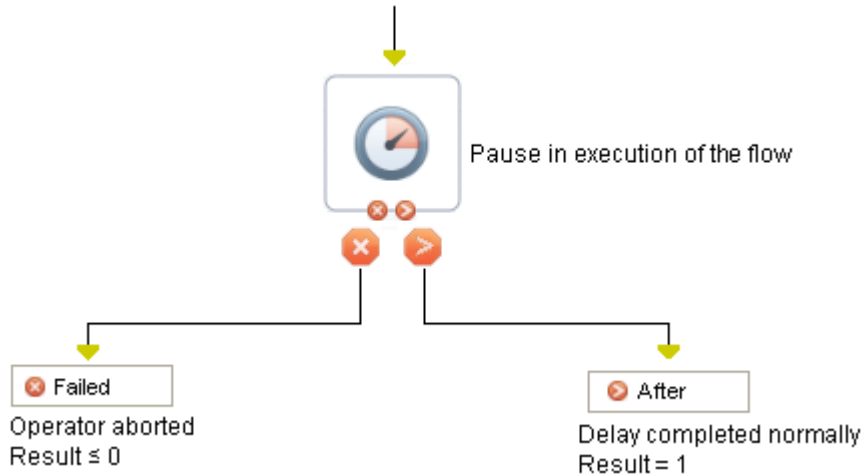 Pause in execution of the flow
Failed
Operator aborted
Result ≤ 0
After
Delay completed normally
Result = 1